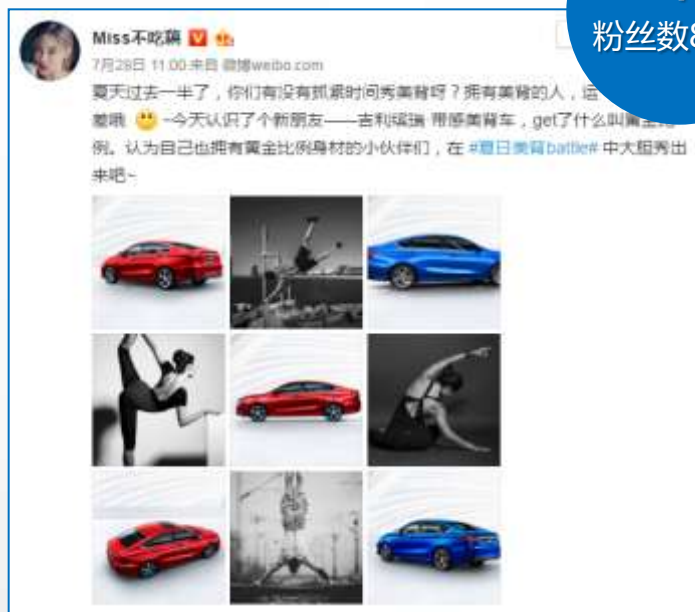 粉丝数8
Miss不吃藕
7月28日 11:00 来自 微博weibo.com
夏天过去一半了，你们有没有抓紧时间秀美背呀？拥有美背的人，运
差哦 ~今天认识了个新朋友——吉利缤瑞 带感美背车，get了什么叫黄金比
例。认为自己也拥有黄金比例身材的小伙伴们，在 #夏日美背battle# 中大胆秀出
来吧~